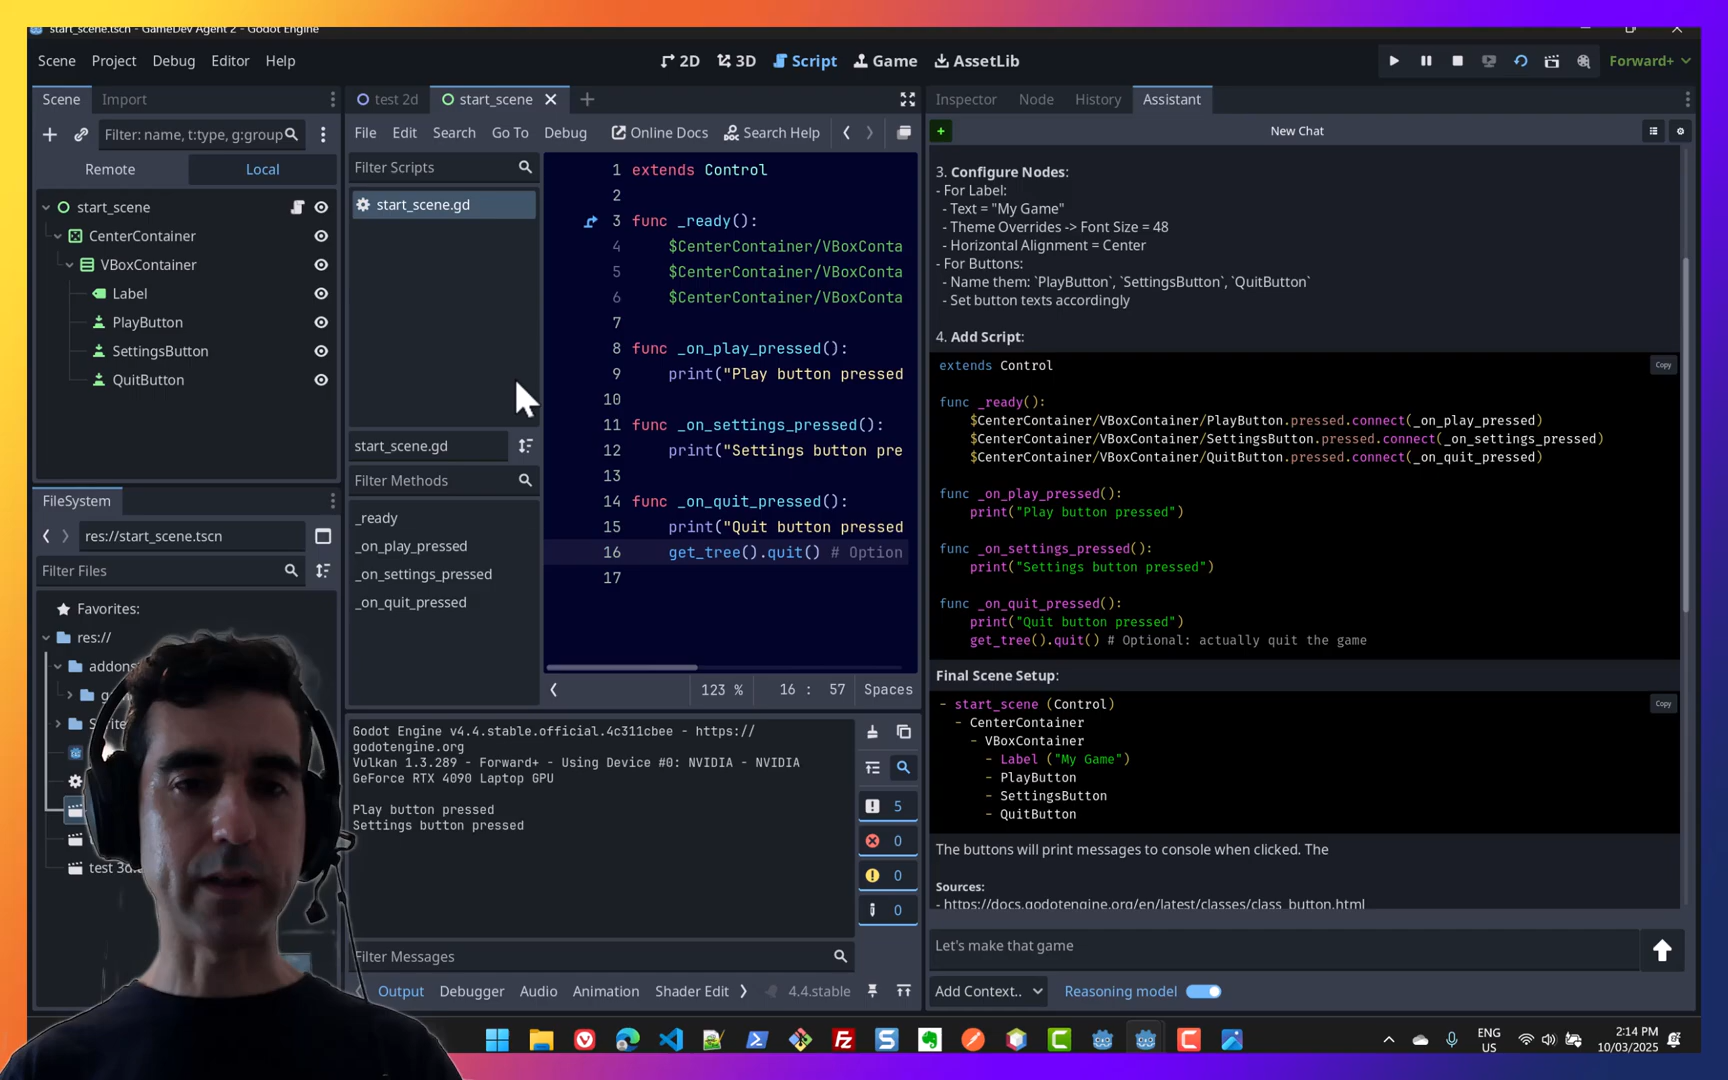 start_scene.tscn - GameDev Agent 2 - Godot Engine
Scene Project Debug Editor Help
2D 3D Script Game AssetLib
Forward+
Scene Import
Filter: name, t:type, g:group
Remote Local
start_scene
CenterContainer
VBoxContainer
Label
PlayButton
SettingsButton
QuitButton
FileSystem
res://start_scene.tscn
Filter Files
Favorites:
res://
addons
test 3d
test 2d start_scene
File Edit Search Go To Debug Online Docs Search Help
Filter Scripts
start_scene.gd
start_scene.gd
Filter Methods
_ready
_on_play_pressed
_on_settings_pressed
_on_quit_pressed
1 extends Control
2
3 func _ready():
4 $CenterContainer/VBoxConta
5 $CenterContainer/VBoxConta
6 $CenterContainer/VBoxConta
7
8 func _on_play_pressed():
9 print("Play button pressed
10
11 func _on_settings_pressed():
12 print("Settings button pre
13
14 func _on_quit_pressed():
15 print("Quit button pressed
16 get_tree().quit() # Option
17
123 % 16 : 57 Spaces
Godot Engine v4.4.stable.official.4c311cbee - https://
godotengine.org
Vulkan 1.3.289 - Forward+ - Using Device #0: NVIDIA - NVIDIA
GeForce RTX 4090 Laptop GPU
Play button pressed
Settings button pressed
5
0
0
0
Filter Messages
Output Debugger Audio Animation Shader Edit 4.4.stable
Inspector Node History Assistant
New Chat
3. Configure Nodes:
- For Label:
- Text = "My Game"
- Theme Overrides -> Font Size = 48
- Horizontal Alignment = Center
- For Buttons:
- Name them: `PlayButton`, `SettingsButton`, `QuitButton`
- Set button texts accordingly
4. Add Script:
Copy
extends Control
func _ready():
$CenterContainer/VBoxContainer/PlayButton.pressed.connect(_on_play_pressed)
$CenterContainer/VBoxContainer/SettingsButton.pressed.connect(_on_settings_pressed)
$CenterContainer/VBoxContainer/QuitButton.pressed.connect(_on_quit_pressed)
func _on_play_pressed():
print("Play button pressed")
func _on_settings_pressed():
print("Settings button pressed")
func _on_quit_pressed():
print("Quit button pressed")
get_tree().quit() # Optional: actually quit the game
Final Scene Setup:
Copy
- start_scene (Control)
- CenterContainer
- VBoxContainer
- Label ("My Game")
- PlayButton
- SettingsButton
- QuitButton
The buttons will print messages to console when clicked. The
Sources:
- https://docs.godotengine.org/en/latest/classes/class_button.html
Let's make that game
Add Context.. Reasoning model
ENG
US
2:14 PM
10/03/2025